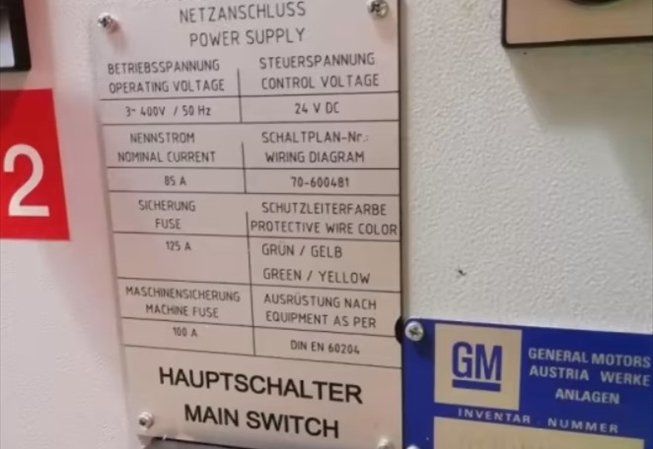 NETZANSCHLUSS
POWER SUPPLY
BETRIEBSSPANNUNG
OPERATING VOLTAGE
STEUERSPANNUNG
CONTROL VOLTAGE
3~ 400V / 50 Hz
24 V DC
NENNSTROM
NOMINAL CURRENT
SCHALTPLAN-Nr.:
WIRING DIAGRAM
85 A
70-600481
SICHERUNG
FUSE
SCHUTZLEITERFARBE
PROTECTIVE WIRE COLOR
125 A
GRÜN / GELB
GREEN / YELLOW
MASCHINENSICHERUNG
MACHINE FUSE
AUSRÜSTUNG NACH
EQUIPMENT AS PER
100 A
DIN EN 60204
HAUPTSCHALTER
MAIN SWITCH
2
GM
GENERAL MOTORS
AUSTRIA WERKE
ANLAGEN
INVENTAR - NUMMER